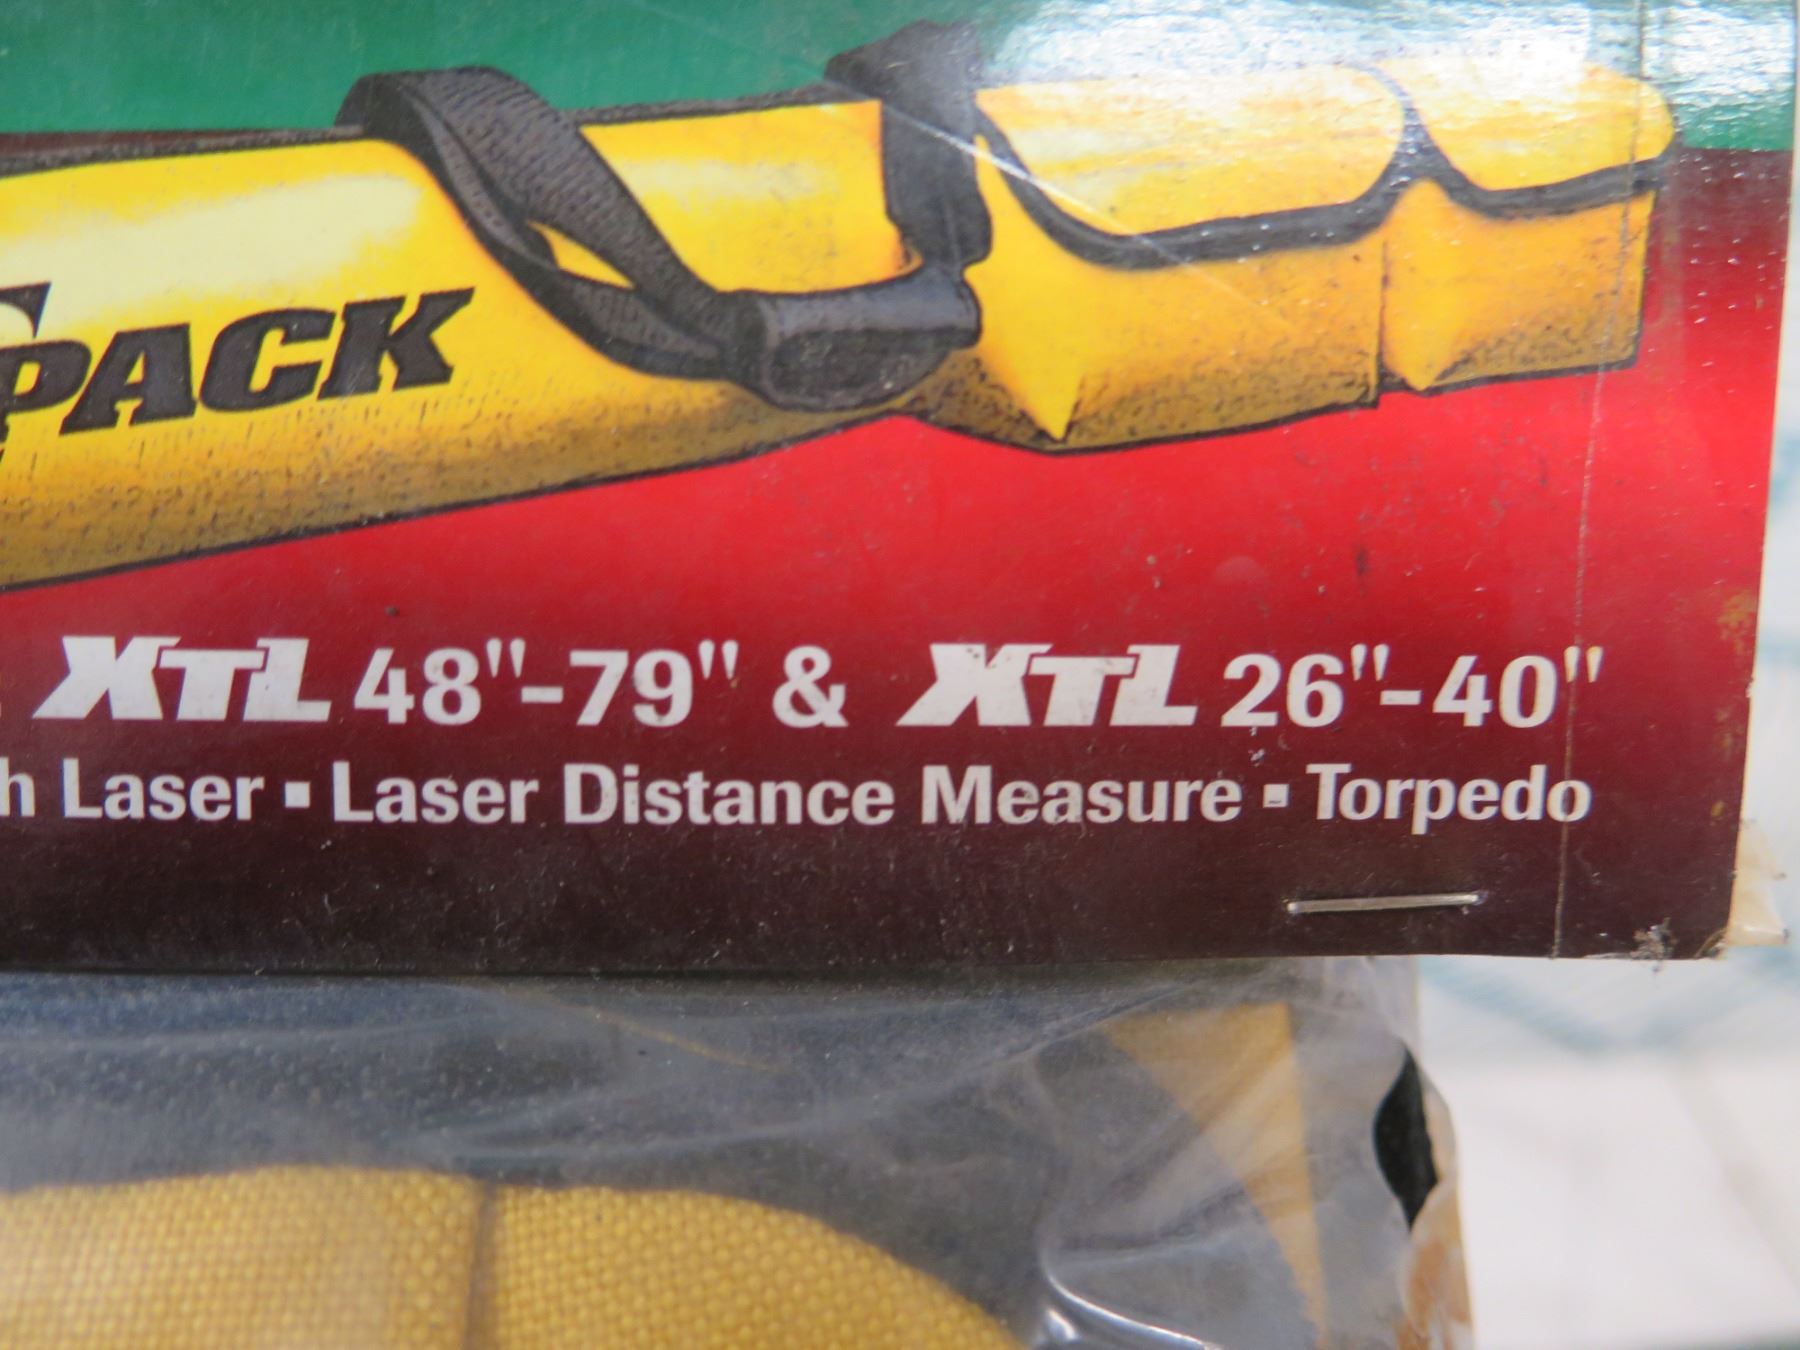 PACK
XTL 48"-79" & XTL 26"-40"
Laser ▪ Laser Distance Measure ▪ Torpedo